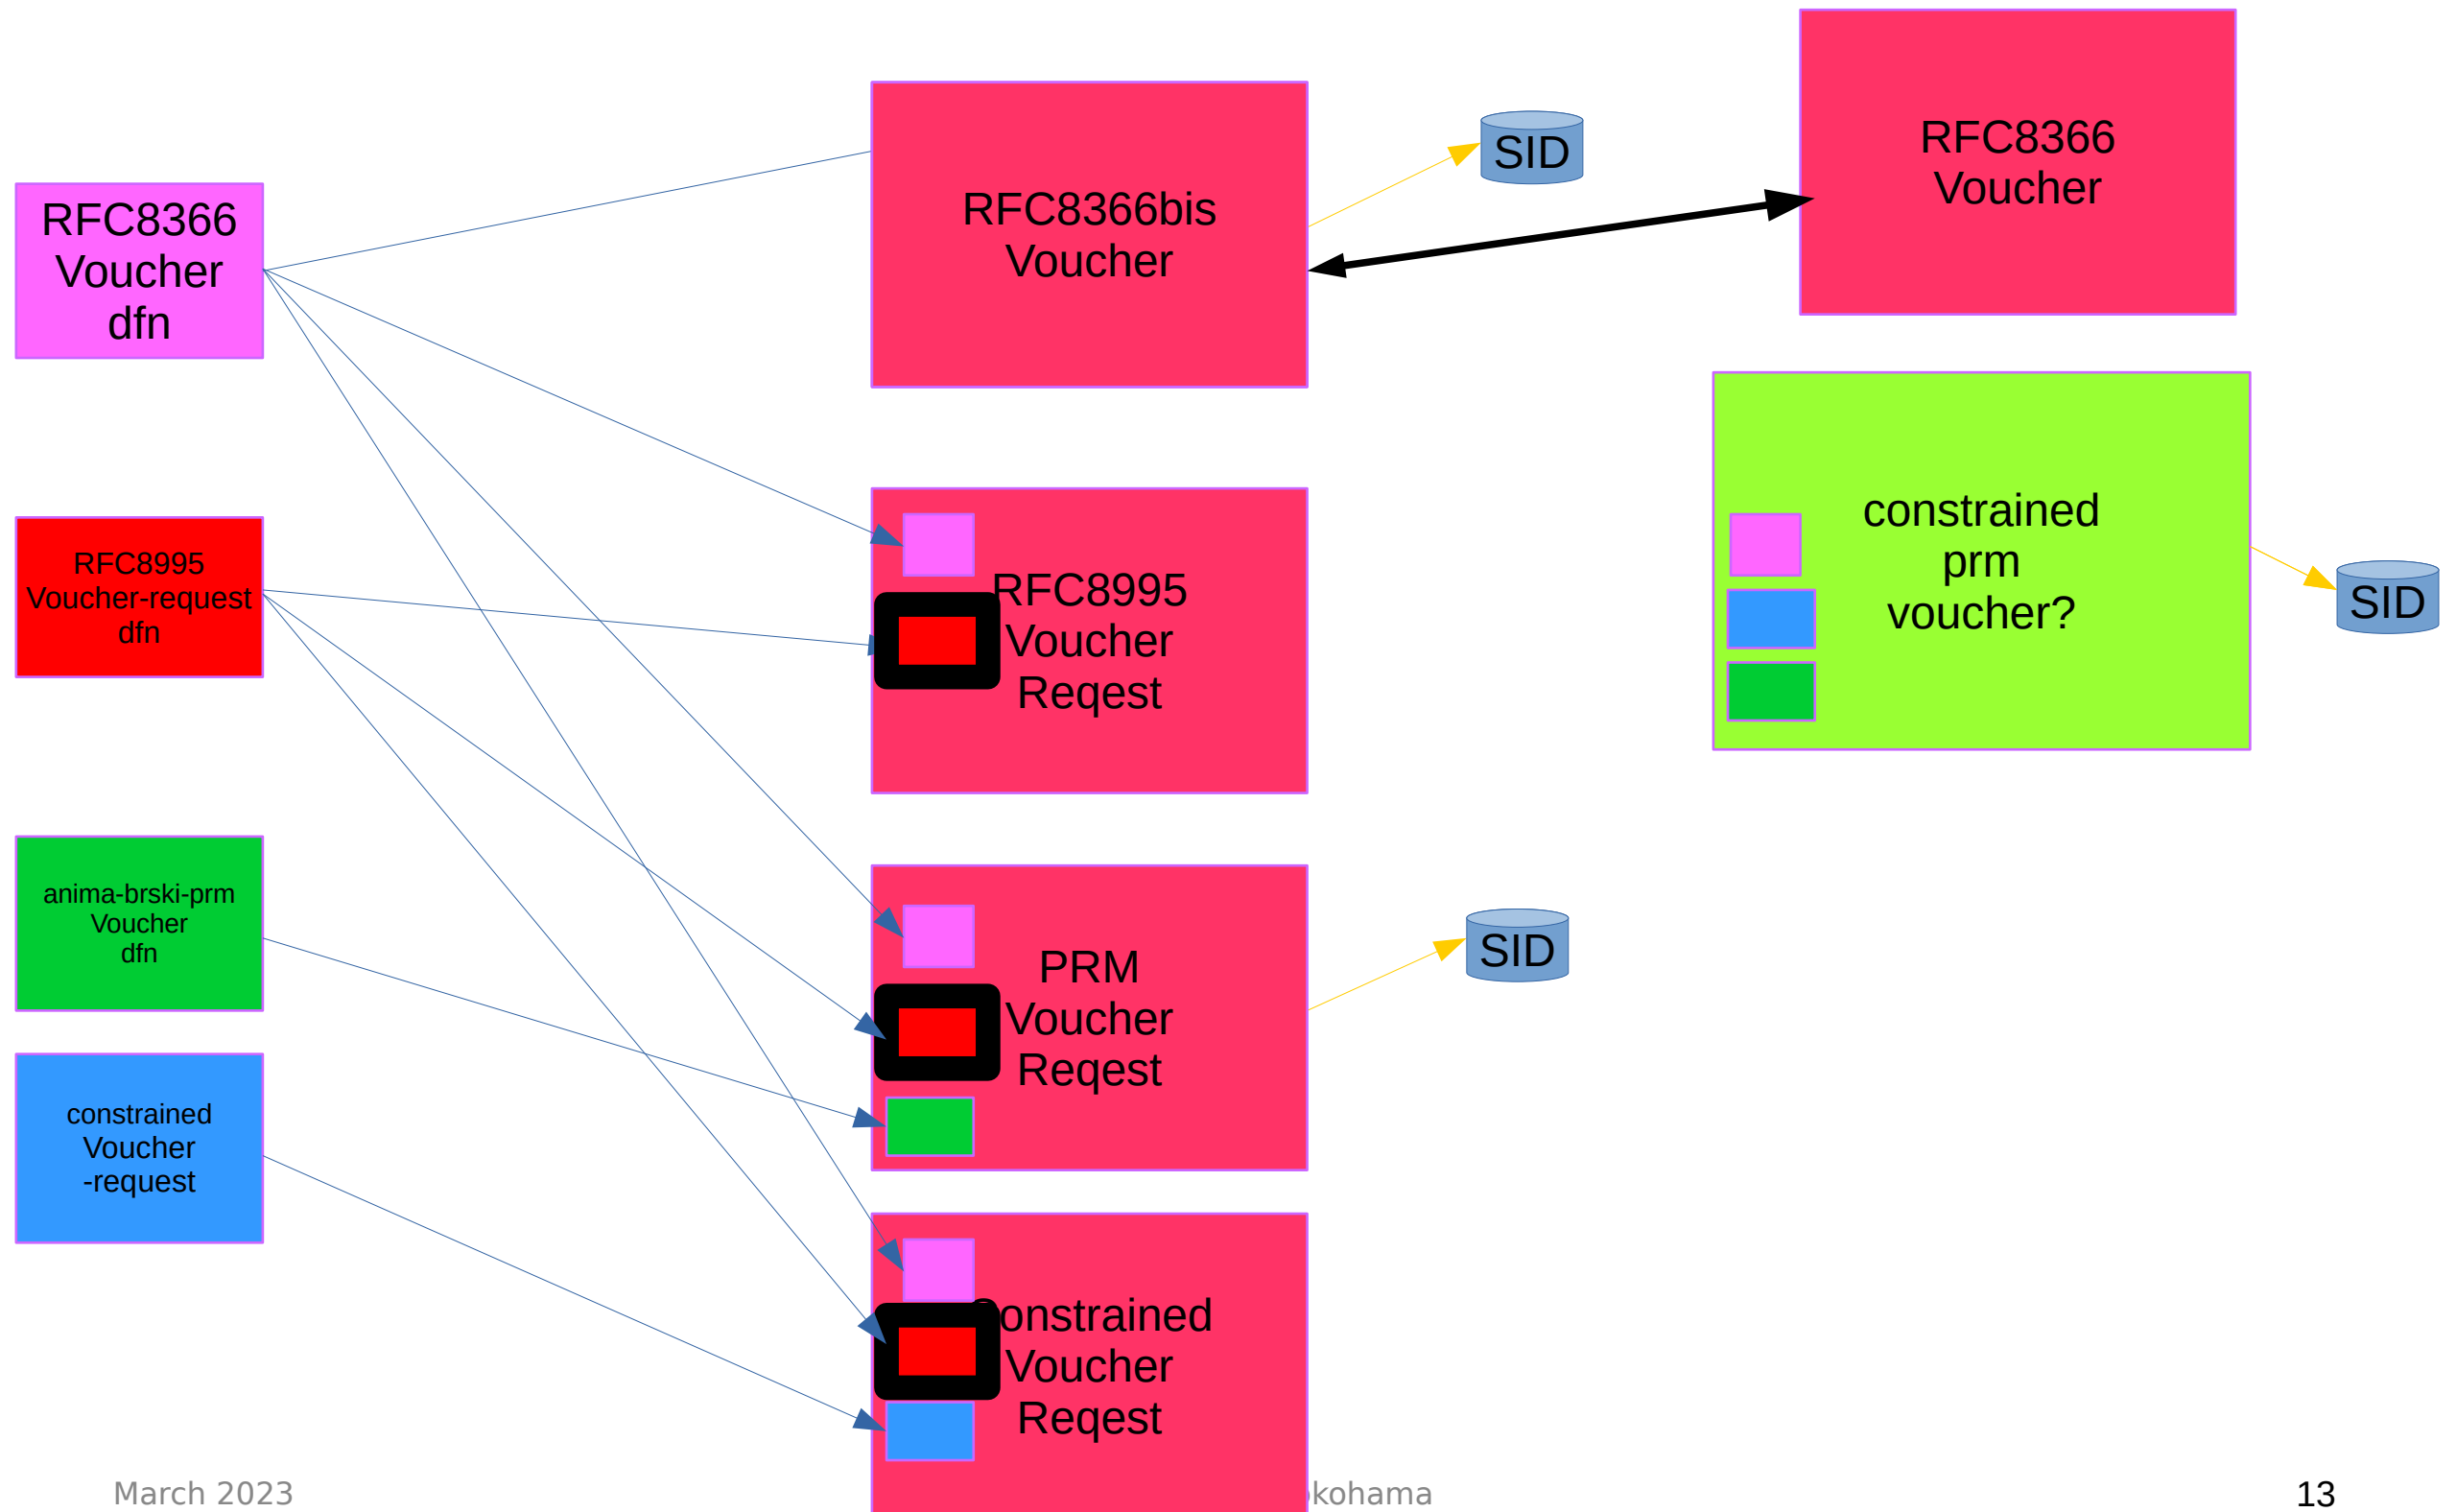 RFC8366
Voucher
dfn
RFC8995
Voucher-request
dfn
anima-brski-prm
Voucher
dfn
constrained
Voucher
-request
RFC8366bis
Voucher
RFC8995
Voucher
Reqest
PRM
Voucher
Reqest
Constrained
Voucher
Reqest
SID
SID
RFC8366
Voucher
constrained
prm
voucher?
SID
March 2023
kohama
13